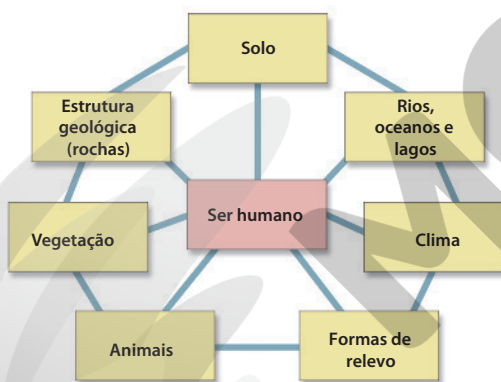 Solo
Estrutura
geológica
(rochas)
Rios,
oceanos e
lagos
Ser humano
Vegetação
Clima
Animais
Formas de
relevo